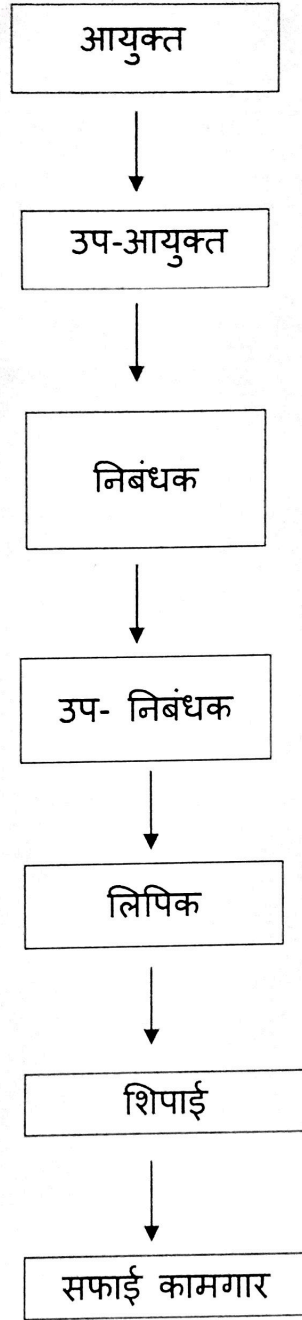 आयुक्त
उप-आयुक्त
निबंधक
उप- निबंधक
लिपिक
शिपाई
सफाई कामगार